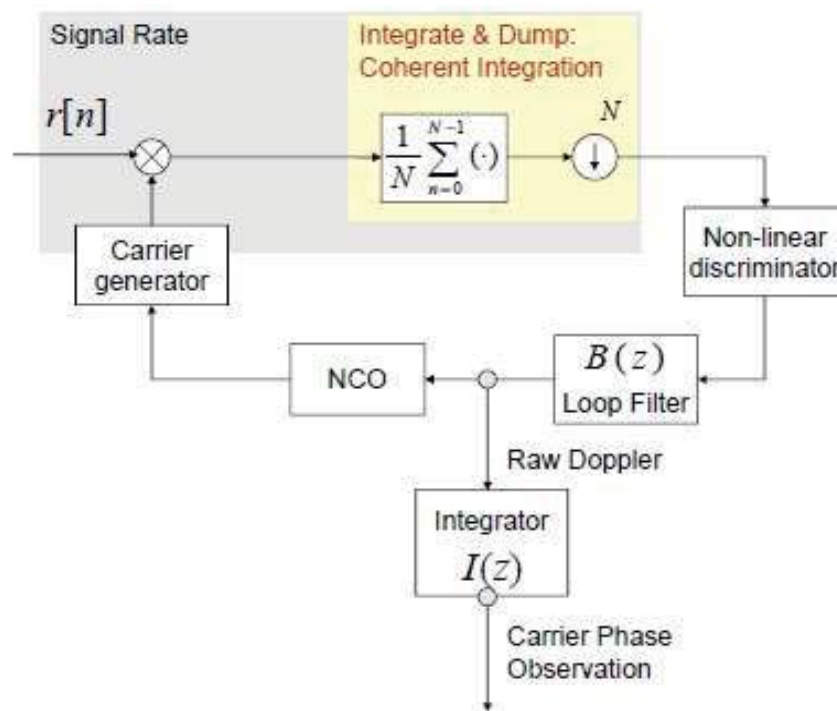 Signal Rate
Integrate & Dump:
Coherent Integration
r[n]
N
1/N ∑ n=0 N-1 (·)
Carrier
generator
Non-linear
discriminator
NCO
B(z)
Loop Filter
Raw Doppler
Integrator
I(z)
Carrier Phase
Observation